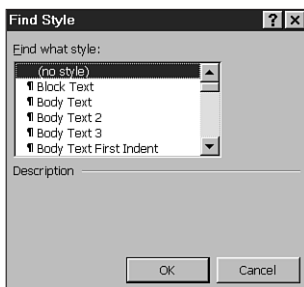 Find Style
Find what style:
(no style)
¶ Block Text
¶ Body Text
¶ Body Text 2
¶ Body Text 3
¶ Body Text First Indent
Description
OK Cancel